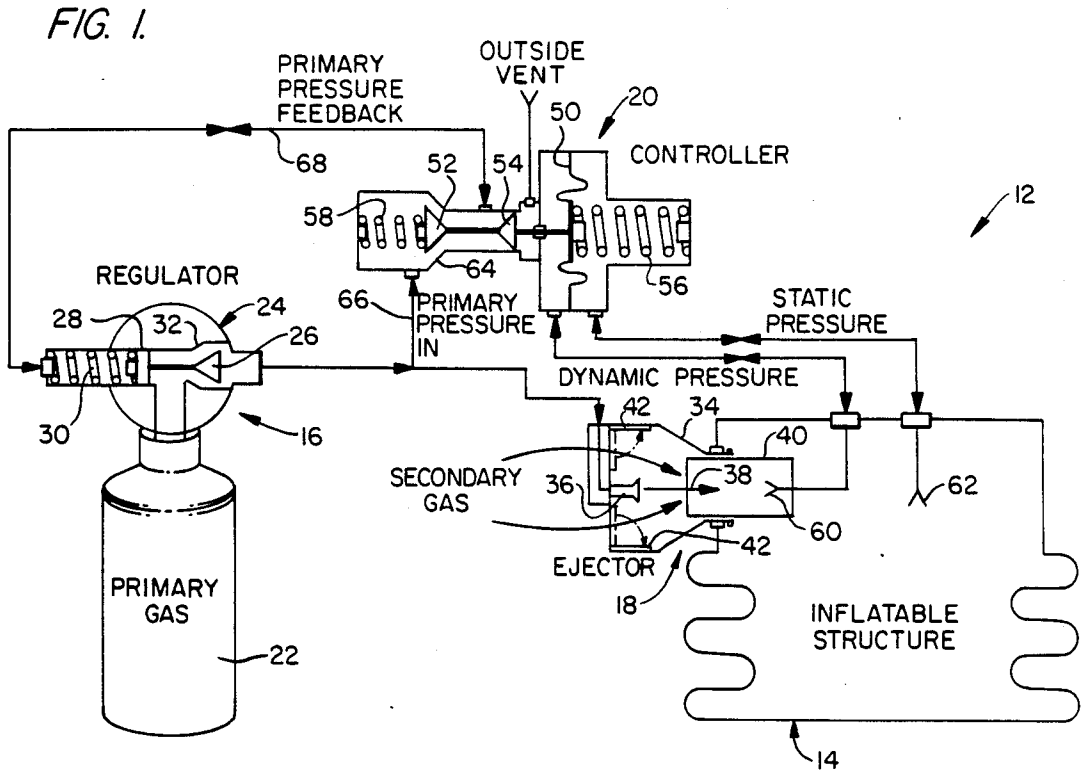 FIG. 1.
OUTSIDE
VENT
PRIMARY
PRESSURE
FEEDBACK
20
50
CONTROLLER
68
52
54
12
58
64
56
REGULATOR
66
PRIMARY
PRESSURE
IN
STATIC
PRESSURE
24
28
32
26
DYNAMIC PRESSURE
30
16
42
34
40
SECONDARY
GAS
38
36
60
62
EJECTOR
42
18
PRIMARY
GAS
INFLATABLE
STRUCTURE
22
14